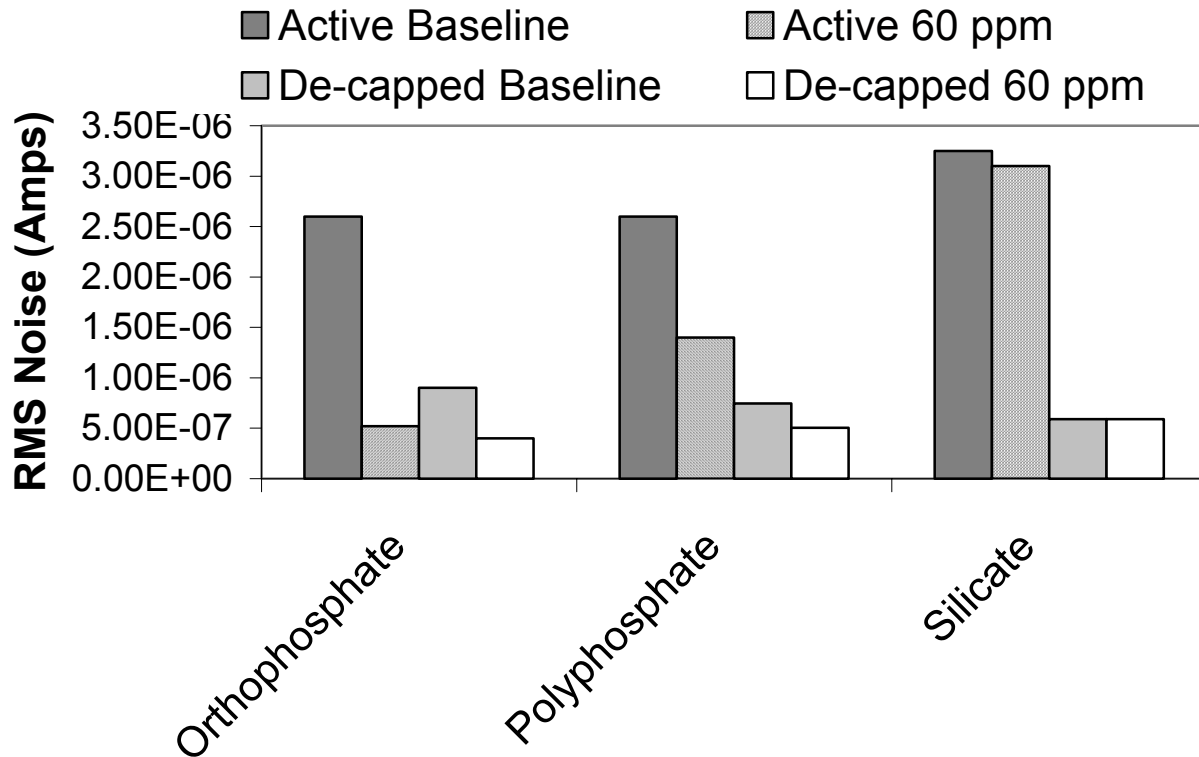 Active Baseline
Active 60 ppm
De-capped Baseline
De-capped 60 ppm
RMS Noise (Amps)
3.50E-06
3.00E-06
2.50E-06
2.00E-06
1.50E-06
1.00E-06
5.00E-07
0.00E+00
Orthophosphate
Polyphosphate
Silicate